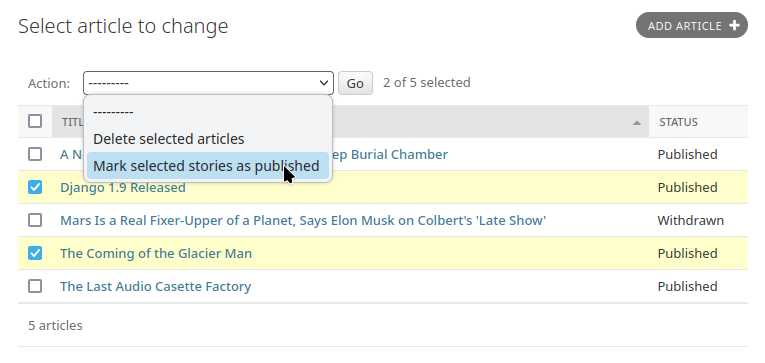 Select article to change
ADD ARTICLE +
Action: --------- Go 2 of 5 selected
---------
Delete selected articles
Mark selected stories as published
TITL STATUS
A N ep Burial Chamber Published
Django 1.9 Released Published
Mars Is a Real Fixer-Upper of a Planet, Says Elon Musk on Colbert's 'Late Show' Withdrawn
The Coming of the Glacier Man Published
The Last Audio Casette Factory Published
5 articles